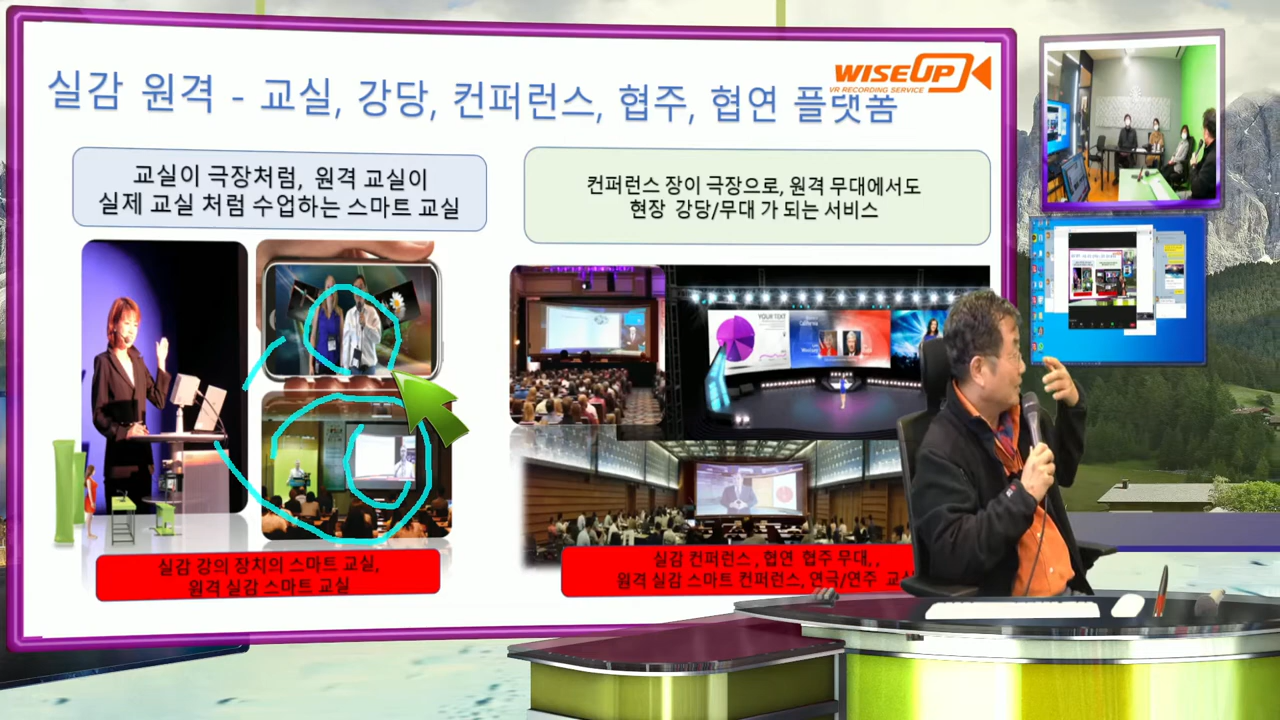 실감 원격 - 교실, 강당, 컨퍼런스, 협주, 협연 플랫폼
WISEUP
VR RECORDING SERVICE
교실이 극장처럼, 원격 교실이
실제 교실 처럼 수업하는 스마트 교실
컨퍼런스 장이 극장으로, 원격 무대에서도
현장 강당/무대 가 되는 서비스
YOUR TEXT
실감 강의 장치의 스마트 교실,
원격 실감 스마트 교실
실감 컨퍼런스, 협연 협주 무대, ,
원격 실감 스마트 컨퍼런스, 연극/연주 교실